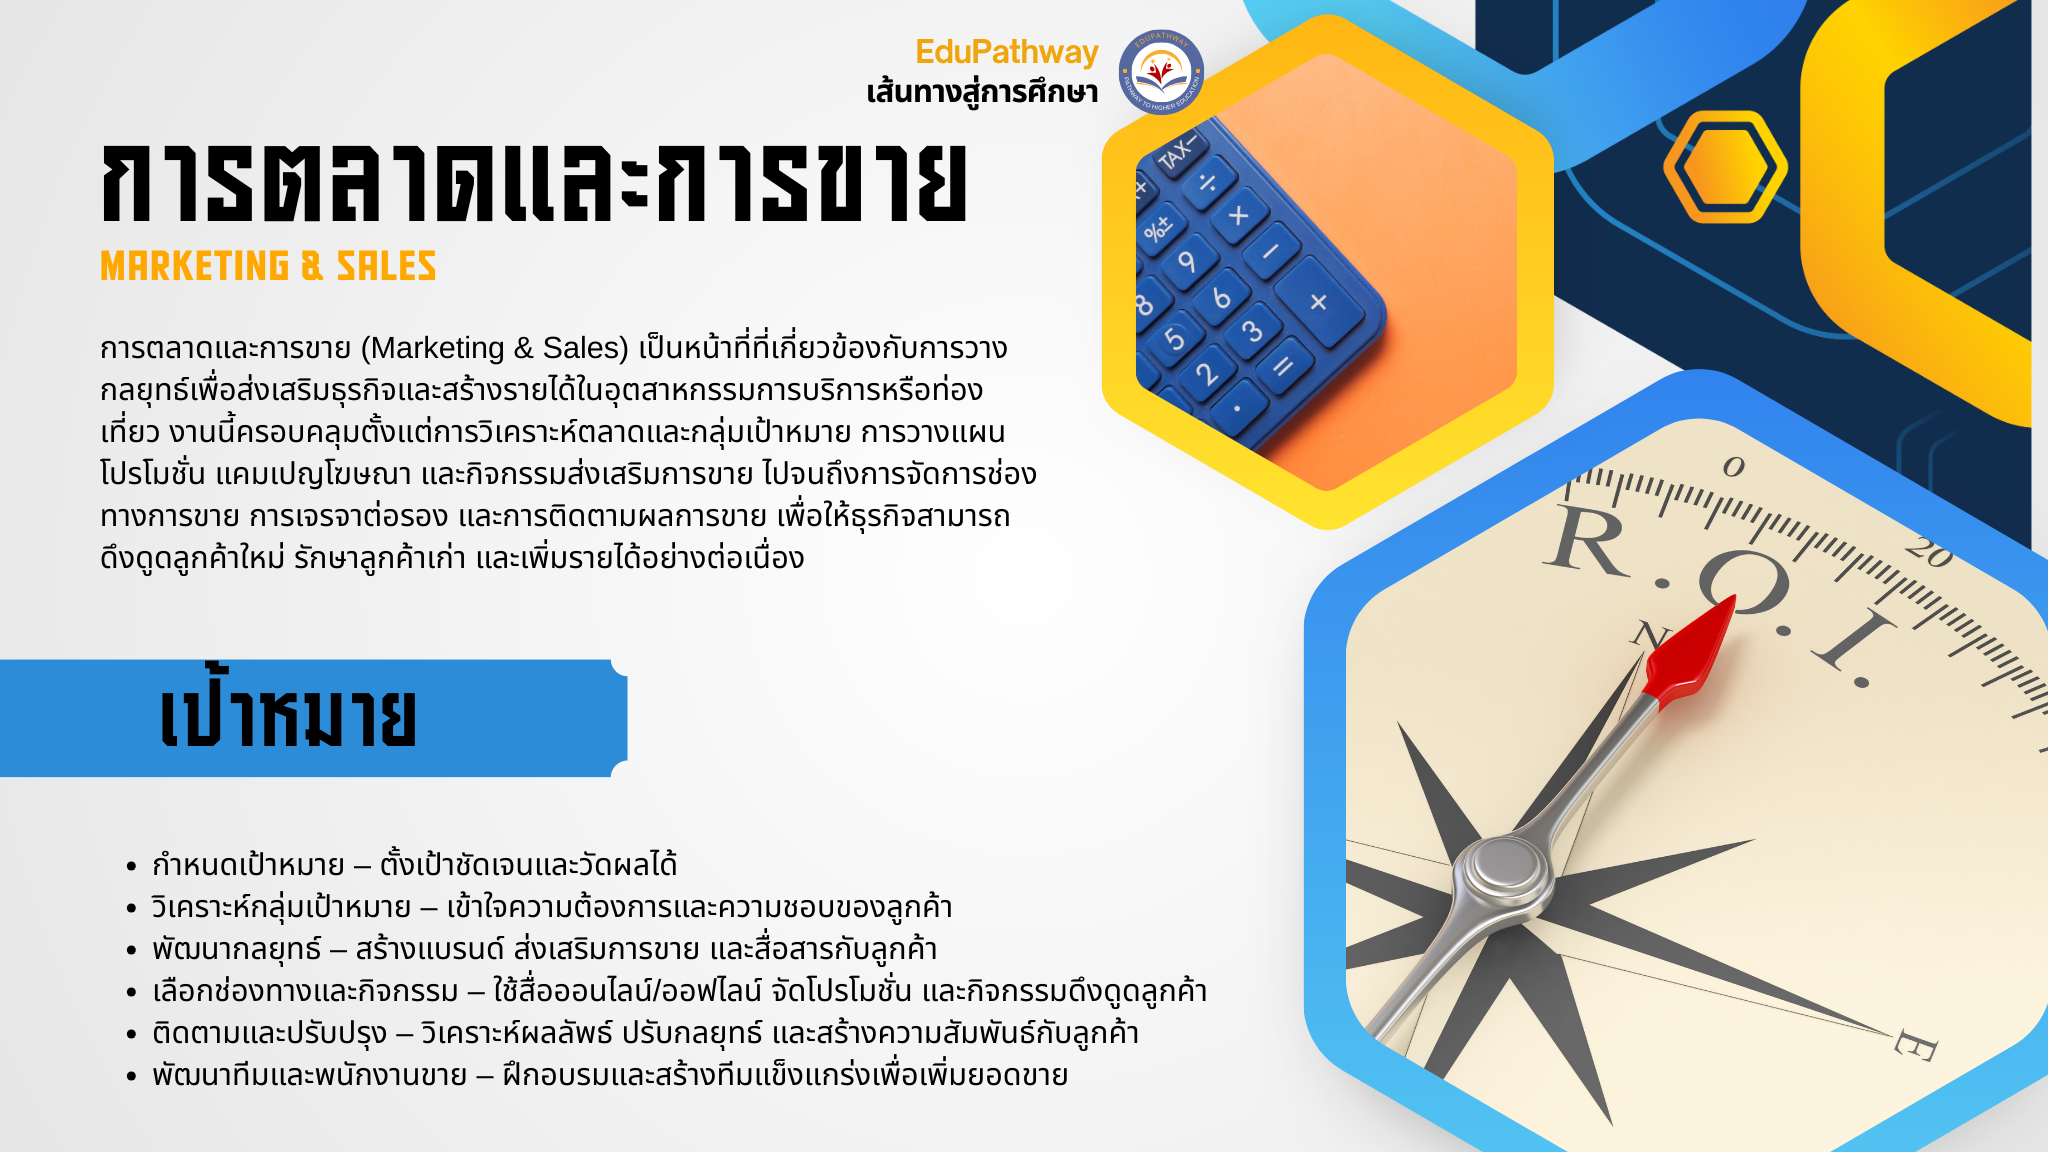 EduPathway
เส้นทางสู่การศึกษา
EDUPATHWAY
PATHWAY TO HIGHER EDUCATION
การตลาดและการขาย
MARKETING & SALES
การตลาดและการขาย (Marketing & Sales) เป็นหน้าที่ที่เกี่ยวข้องกับการวาง
กลยุทธ์เพื่อส่งเสริมธุรกิจและสร้างรายได้ในอุตสาหกรรมการบริการหรือท่อง
เที่ยว งานนี้ครอบคลุมตั้งแต่การวิเคราะห์ตลาดและกลุ่มเป้าหมาย การวางแผน
โปรโมชั่น แคมเปญโฆษณา และกิจกรรมส่งเสริมการขาย ไปจนถึงการจัดการช่อง
ทางการขาย การเจรจาต่อรอง และการติดตามผลการขาย เพื่อให้ธุรกิจสามารถ
ดึงดูดลูกค้าใหม่ รักษาลูกค้าเก่า และเพิ่มรายได้อย่างต่อเนื่อง
TAX−
+ ÷
%± ×
9 −
8 6 +
5 3
2 =
.
0
20
R.O.I.
N
E
เป้าหมาย
• กำหนดเป้าหมาย – ตั้งเป้าชัดเจนและวัดผลได้
• วิเคราะห์กลุ่มเป้าหมาย – เข้าใจความต้องการและความชอบของลูกค้า
• พัฒนากลยุทธ์ – สร้างแบรนด์ ส่งเสริมการขาย และสื่อสารกับลูกค้า
• เลือกช่องทางและกิจกรรม – ใช้สื่อออนไลน์/ออฟไลน์ จัดโปรโมชั่น และกิจกรรมดึงดูดลูกค้า
• ติดตามและปรับปรุง – วิเคราะห์ผลลัพธ์ ปรับกลยุทธ์ และสร้างความสัมพันธ์กับลูกค้า
• พัฒนาทีมและพนักงานขาย – ฝึกอบรมและสร้างทีมแข็งแกร่งเพื่อเพิ่มยอดขาย